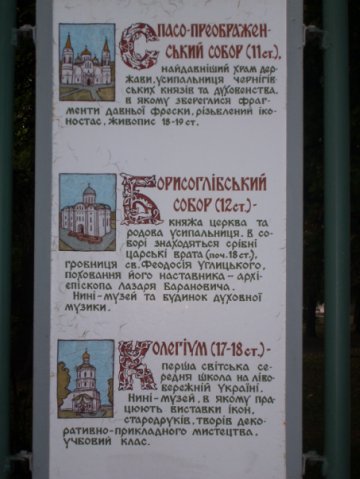 Спасо-Преображен-
ський собор (11 ст.),
найдавніший храм дер-
жави, усипальниця чернігів-
ських князів та духовенства.
в якому збереглися фраг-
менти давньої фрески, різьблений іко-
ностас, живопис 18-19 ст.
Борисоглібський
собор (12 ст.) -
княжа церква та
родова усипальниця. В со-
борі знаходяться срібні
царські врата (поч. 18 ст.),
гробниця св. Феодосія Углицького,
поховання його наставника - архі-
єпіскопа Лазаря Барановича.
Нині - музей та будинок духовної
музики.
Колегіум (17-18 ст.) -
перша світська се-
редня школа на Ліво-
бережній Україні.
Нині - музей, в якому пра-
цюють виставки ікон,
стародруків, творів деко-
ративно-прикладного мистецтва,
учбовий клас.